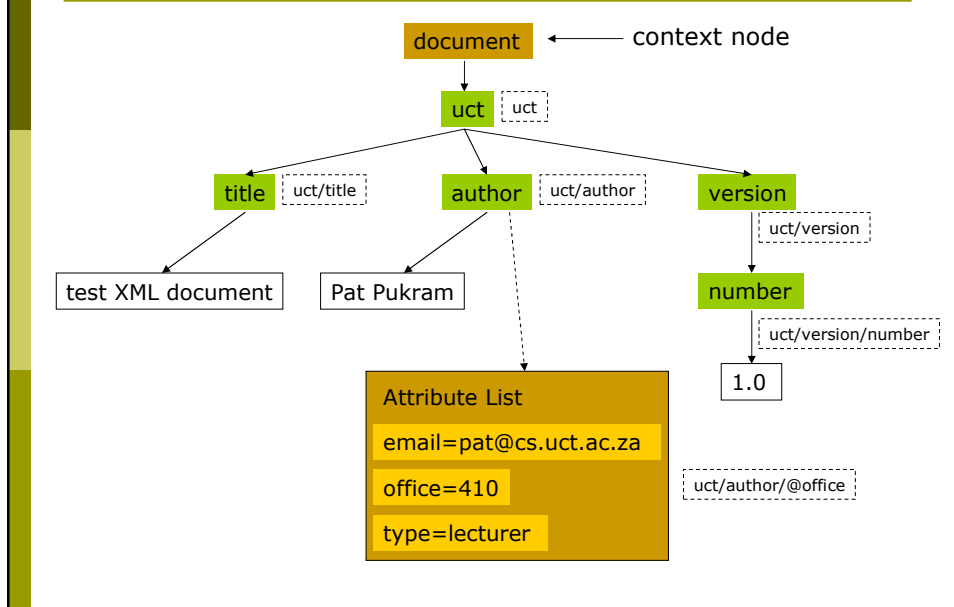 document
context node
uct
uct
title
uct/title
author
uct/author
version
uct/version
test XML document
Pat Pukram
number
uct/version/number
1.0
Attribute List
email=pat@cs.uct.ac.za
office=410
uct/author/@office
type=lecturer